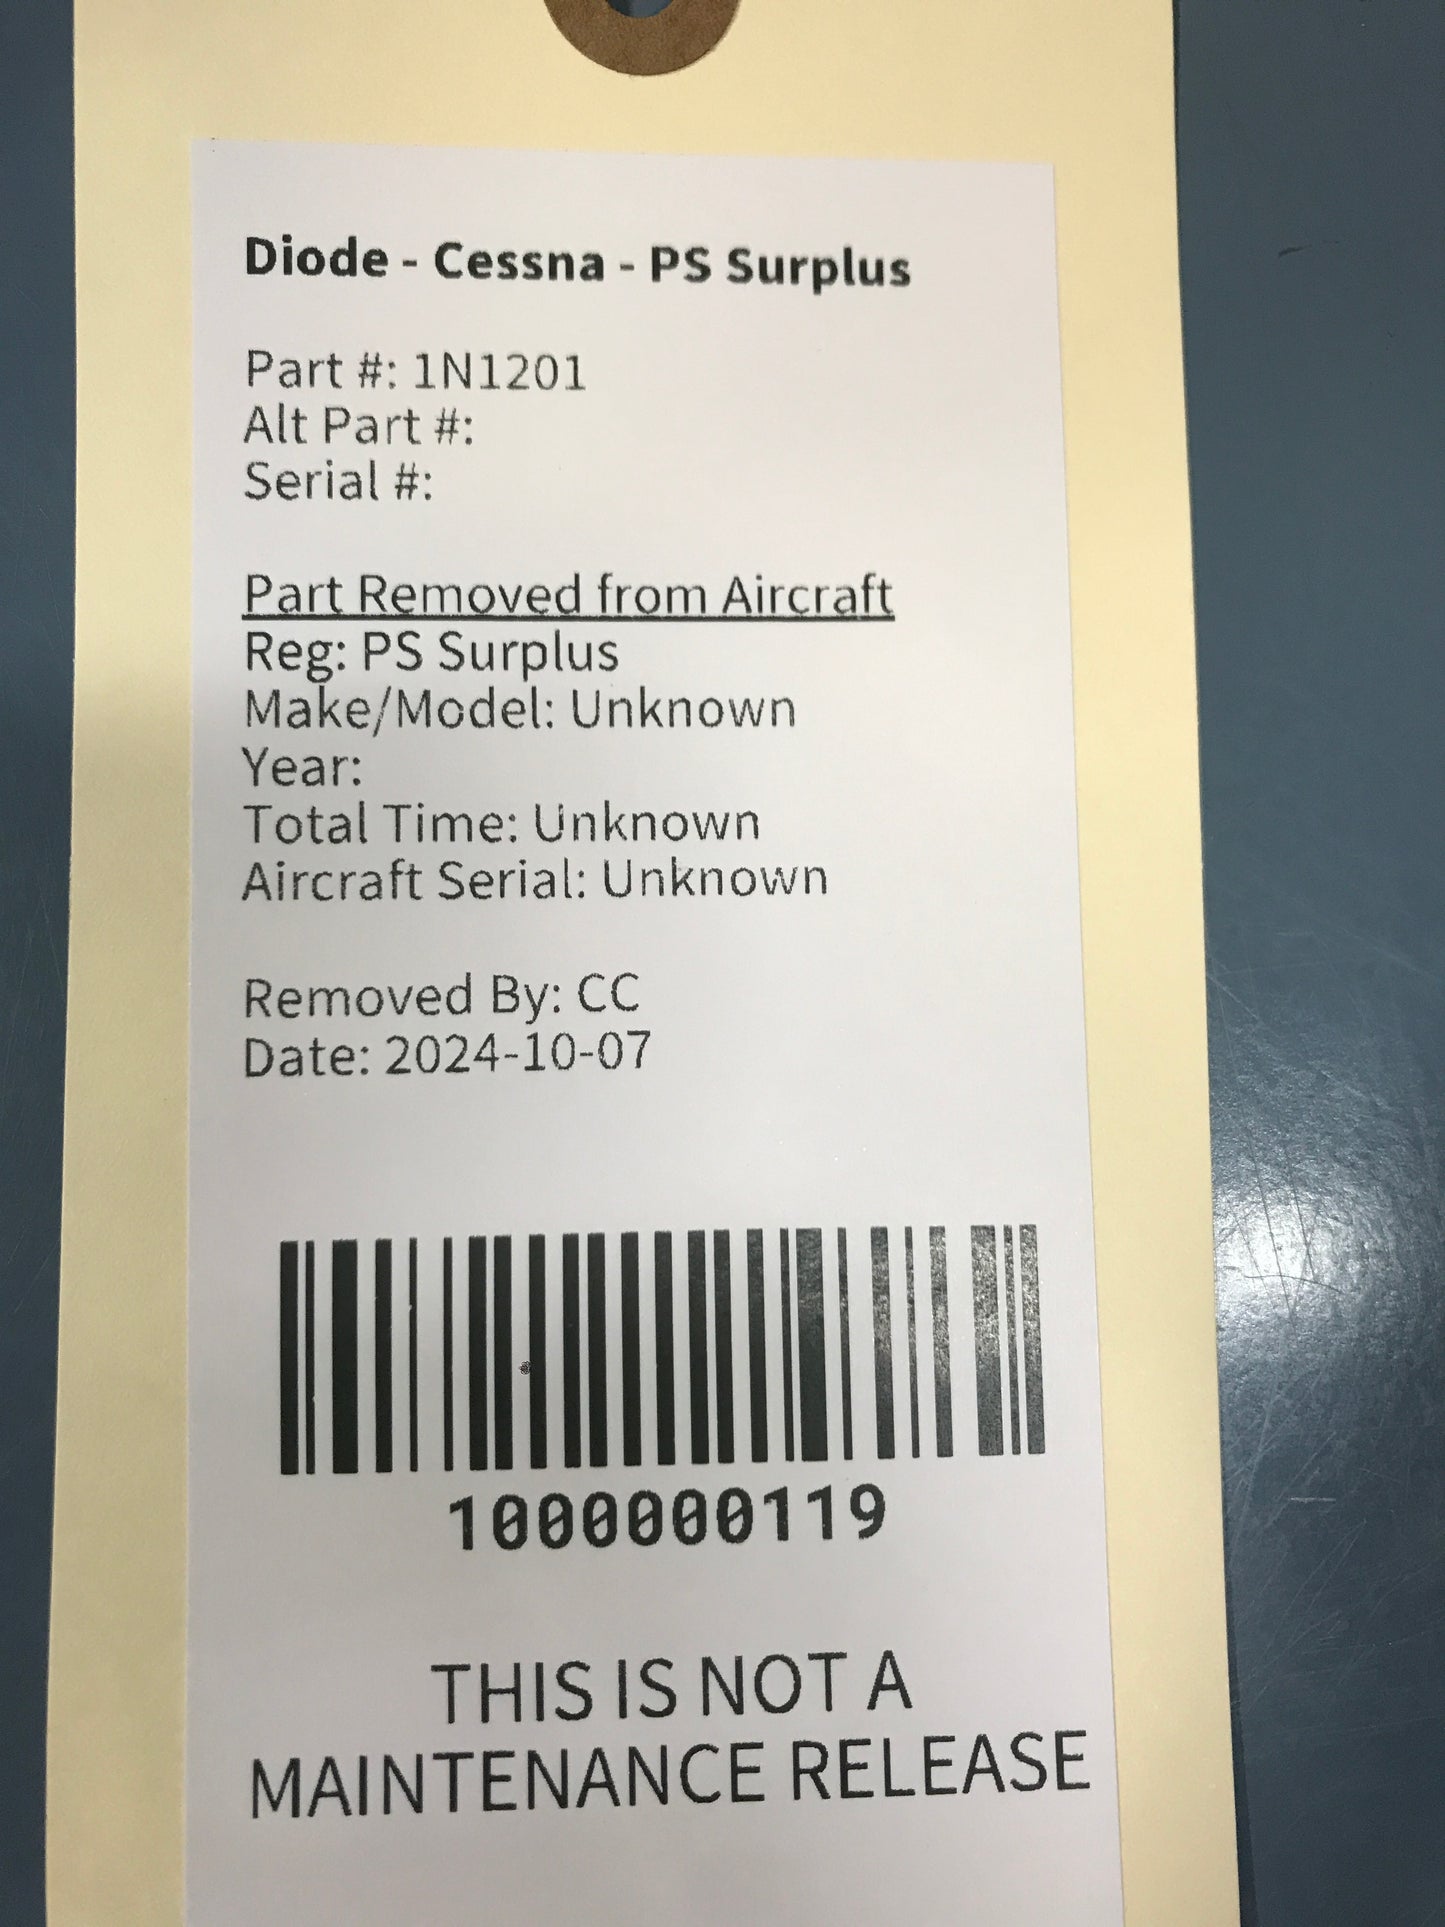 Diode - Cessna - PS Surplus
Part #: 1N1201
Alt Part #:
Serial #:
Part Removed from Aircraft
Reg: PS Surplus
Make/Model: Unknown
Year:
Total Time: Unknown
Aircraft Serial: Unknown
Removed By: CC
Date: 2024-10-07
1000000119
THIS IS NOT A
MAINTENANCE RELEASE